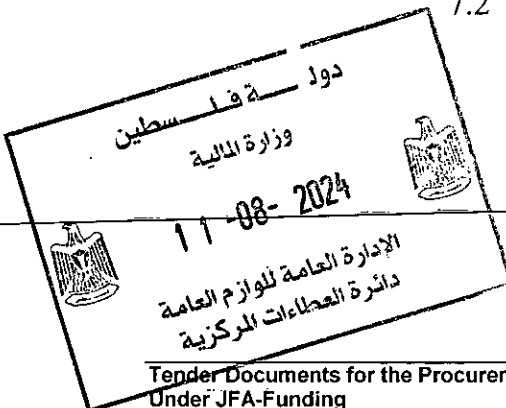 7.2
دولة فلسطين
وزارة المالية
11-08-2024
الإدارة العامة للوازم العامة
دائرة العطاءات المركزية
Tender Documents for the Procurem
Under JFA-Funding